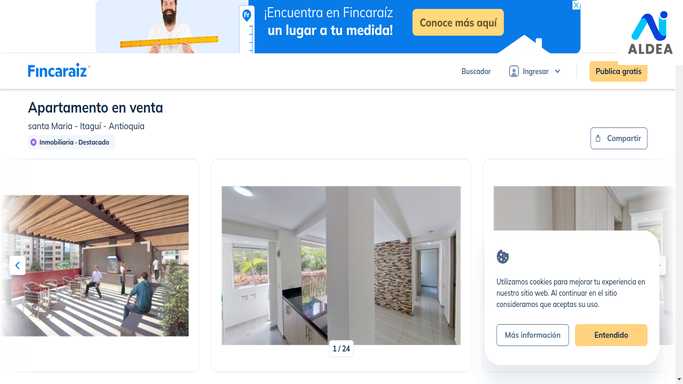 ¡Encuentra en Fincaraíz
un lugar a tu medida!
Conoce más aquí
Fr
ALDEA
Fincaraíz
Buscador
Ingresar
Publica gratis
Apartamento en venta
santa Maria - Itaguí - Antioquia
Inmobiliaria · Destacado
Compartir
1 / 24
Utilizamos cookies para mejorar tu experiencia en
nuestro sitio web. Al continuar en el sitio
consideramos que aceptas su uso.
Más información
Entendido